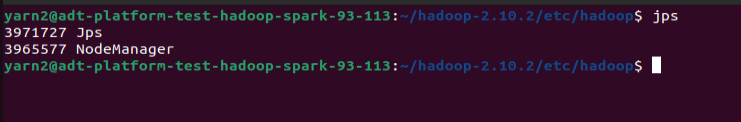 yarn2@adt-platform-test-hadoop-spark-93-113:~/hadoop-2.10.2/etc/hadoop$ jps
3971727 Jps
3965577 NodeManager
yarn2@adt-platform-test-hadoop-spark-93-113:~/hadoop-2.10.2/etc/hadoop$